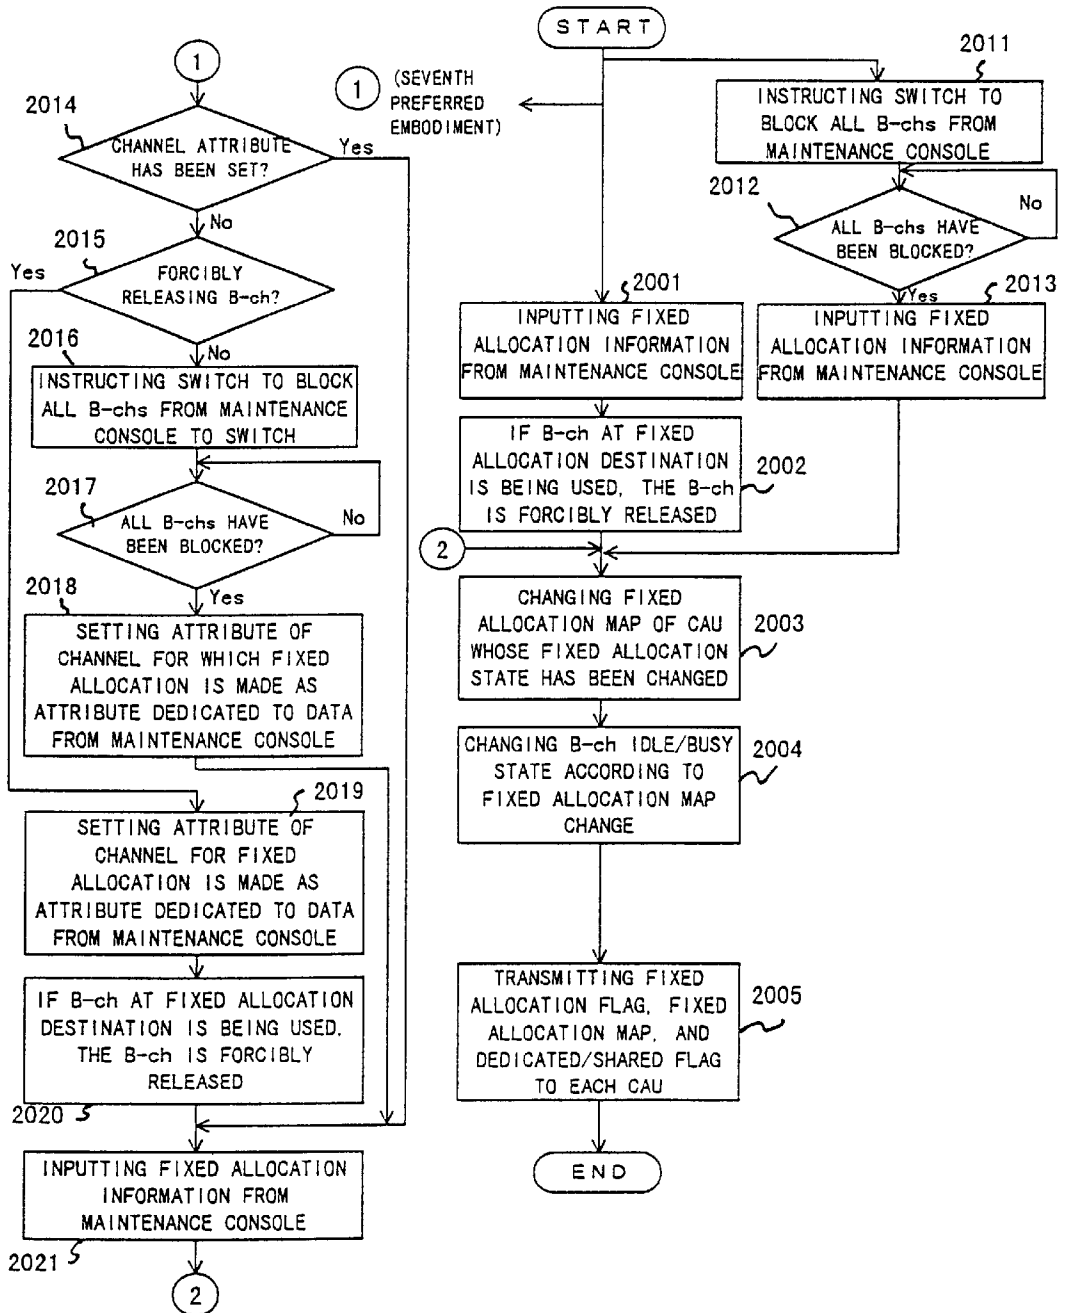 1
2014
CHANNEL ATTRIBUTE
HAS BEEN SET?
Yes
No
2015
Yes
FORCIBLY
RELEASING B-ch?
No
2016
INSTRUCTING SWITCH TO BLOCK
ALL B-chs FROM MAINTENANCE
CONSOLE TO SWITCH
2017
ALL B-chs HAVE
BEEN BLOCKED?
No
Yes
2018
SETTING ATTRIBUTE OF
CHANNEL FOR WHICH FIXED
ALLOCATION IS MADE AS
ATTRIBUTE DEDICATED TO DATA
FROM MAINTENANCE CONSOLE
2019
SETTING ATTRIBUTE OF
CHANNEL FOR FIXED
ALLOCATION IS MADE AS
ATTRIBUTE DEDICATED TO DATA
FROM MAINTENANCE CONSOLE
IF B-ch AT FIXED ALLOCATION
DESTINATION IS BEING USED,
THE B-ch IS FORCIBLY
RELEASED
2020
INPUTTING FIXED ALLOCATION
INFORMATION FROM
MAINTENANCE CONSOLE
2021
2
START
1
(SEVENTH
PREFERRED
EMBODIMENT)
2011
INSTRUCTING SWITCH TO
BLOCK ALL B-chs FROM
MAINTENANCE CONSOLE
2012
No
ALL B-chs HAVE
BEEN BLOCKED?
Yes
2013
INPUTTING FIXED
ALLOCATION INFORMATION
FROM MAINTENANCE CONSOLE
2001
INPUTTING FIXED
ALLOCATION INFORMATION
FROM MAINTENANCE CONSOLE
IF B-ch AT FIXED
ALLOCATION DESTINATION
IS BEING USED, THE B-ch
IS FORCIBLY RELEASED
2002
2
CHANGING FIXED
ALLOCATION MAP OF CAU
WHOSE FIXED ALLOCATION
STATE HAS BEEN CHANGED
2003
CHANGING B-ch IDLE/BUSY
STATE ACCORDING TO
FIXED ALLOCATION MAP
CHANGE
2004
TRANSMITTING FIXED
ALLOCATION FLAG, FIXED
ALLOCATION MAP, AND
DEDICATED/SHARED FLAG
TO EACH CAU
2005
END